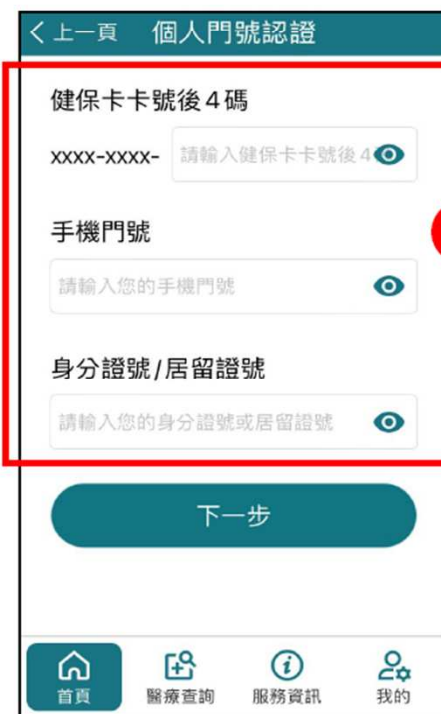 上一頁 個人門號認證
健保卡卡號後4碼
xxxx-xxxx- 請輸入健保卡卡號後4
手機門號
請輸入您的手機門號
身分證號/居留證號
請輸入您的身分證號或居留證號
下一步
首頁 醫療查詢 服務資訊 我的